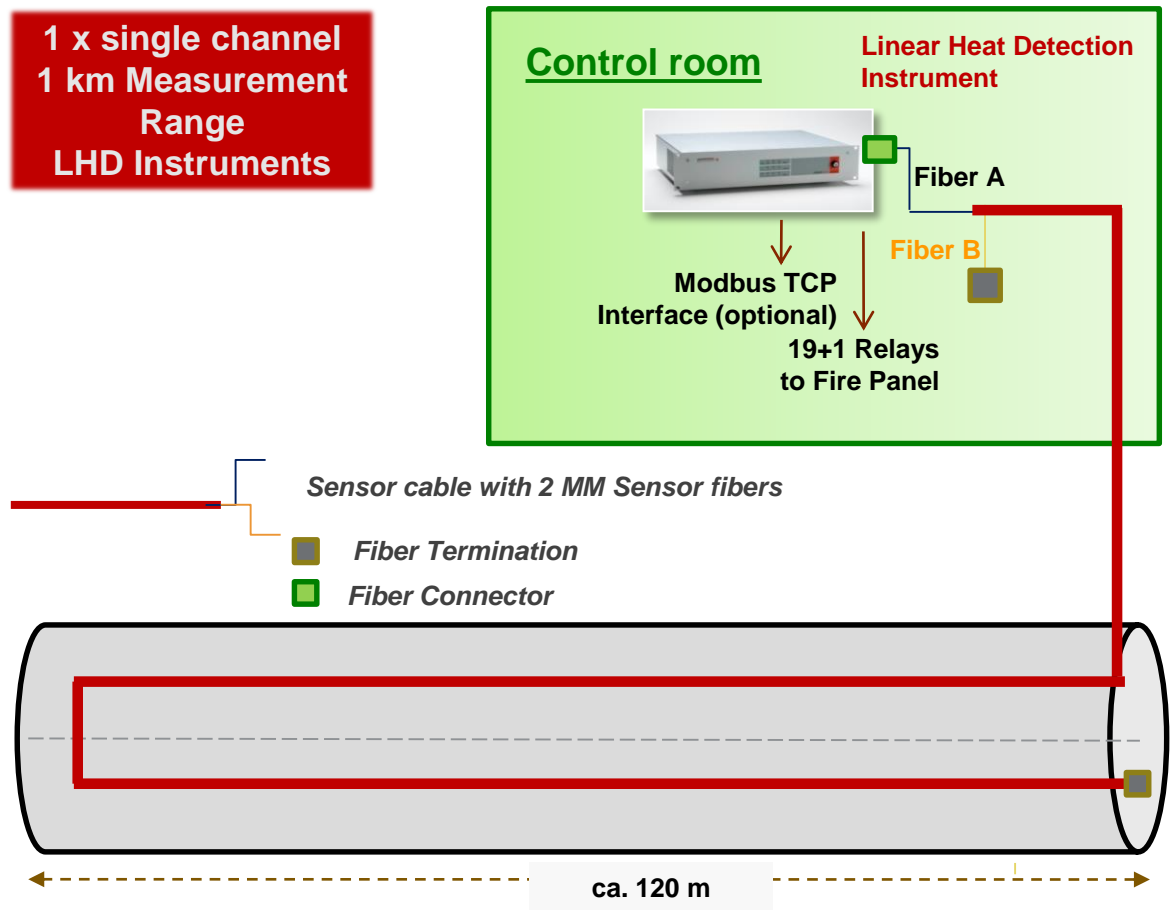 1 x single channel
1 km Measurement
Range
LHD Instruments
Control room
Linear Heat Detection
Instrument
Fiber A
Fiber B
Modbus TCP
Interface (optional)
19+1 Relays
to Fire Panel
Sensor cable with 2 MM Sensor fibers
Fiber Termination
Fiber Connector
ca. 120 m